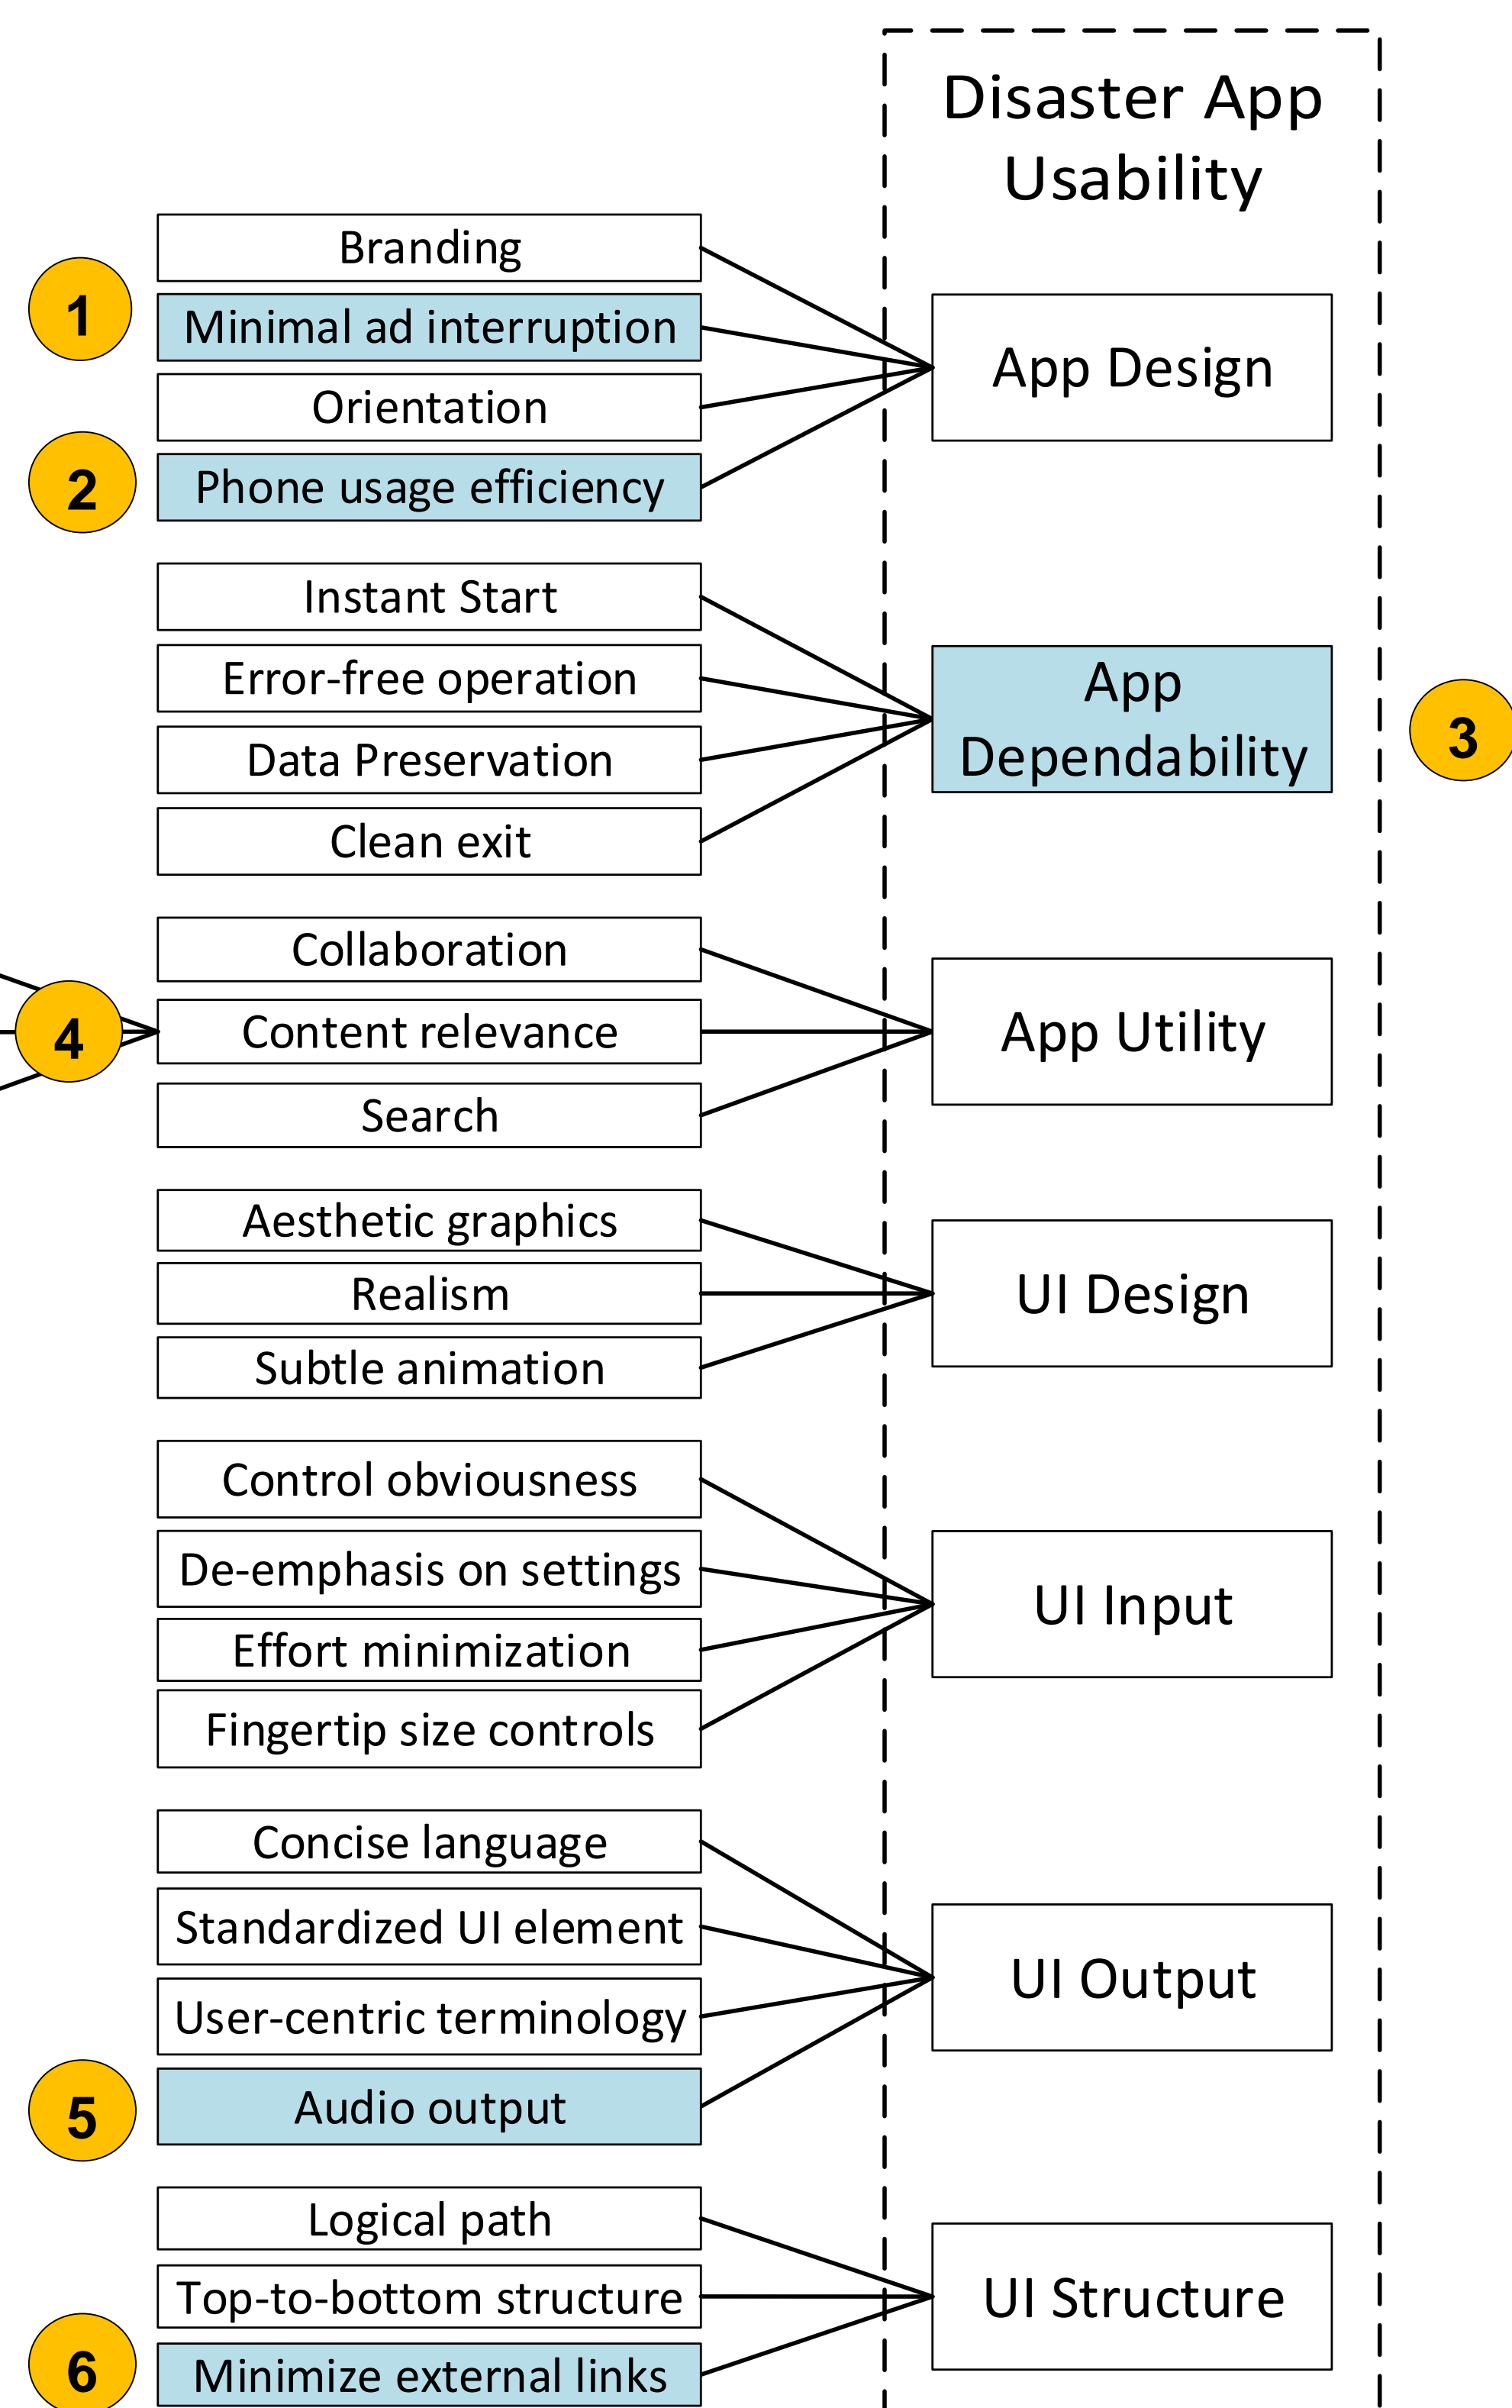 Disaster App
Usability
Branding
1
Minimal ad interruption
Orientation
2
Phone usage efficiency
App Design
Instant Start
Error-free operation
Data Preservation
Clean exit
App
Dependability
3
Collaboration
4
Content relevance
Search
App Utility
Aesthetic graphics
Realism
Subtle animation
UI Design
Control obviousness
De-emphasis on settings
Effort minimization
Fingertip size controls
UI Input
Concise language
Standardized UI element
User-centric terminology
5
Audio output
UI Output
Logical path
Top-to-bottom structure
6
Minimize external links
UI Structure